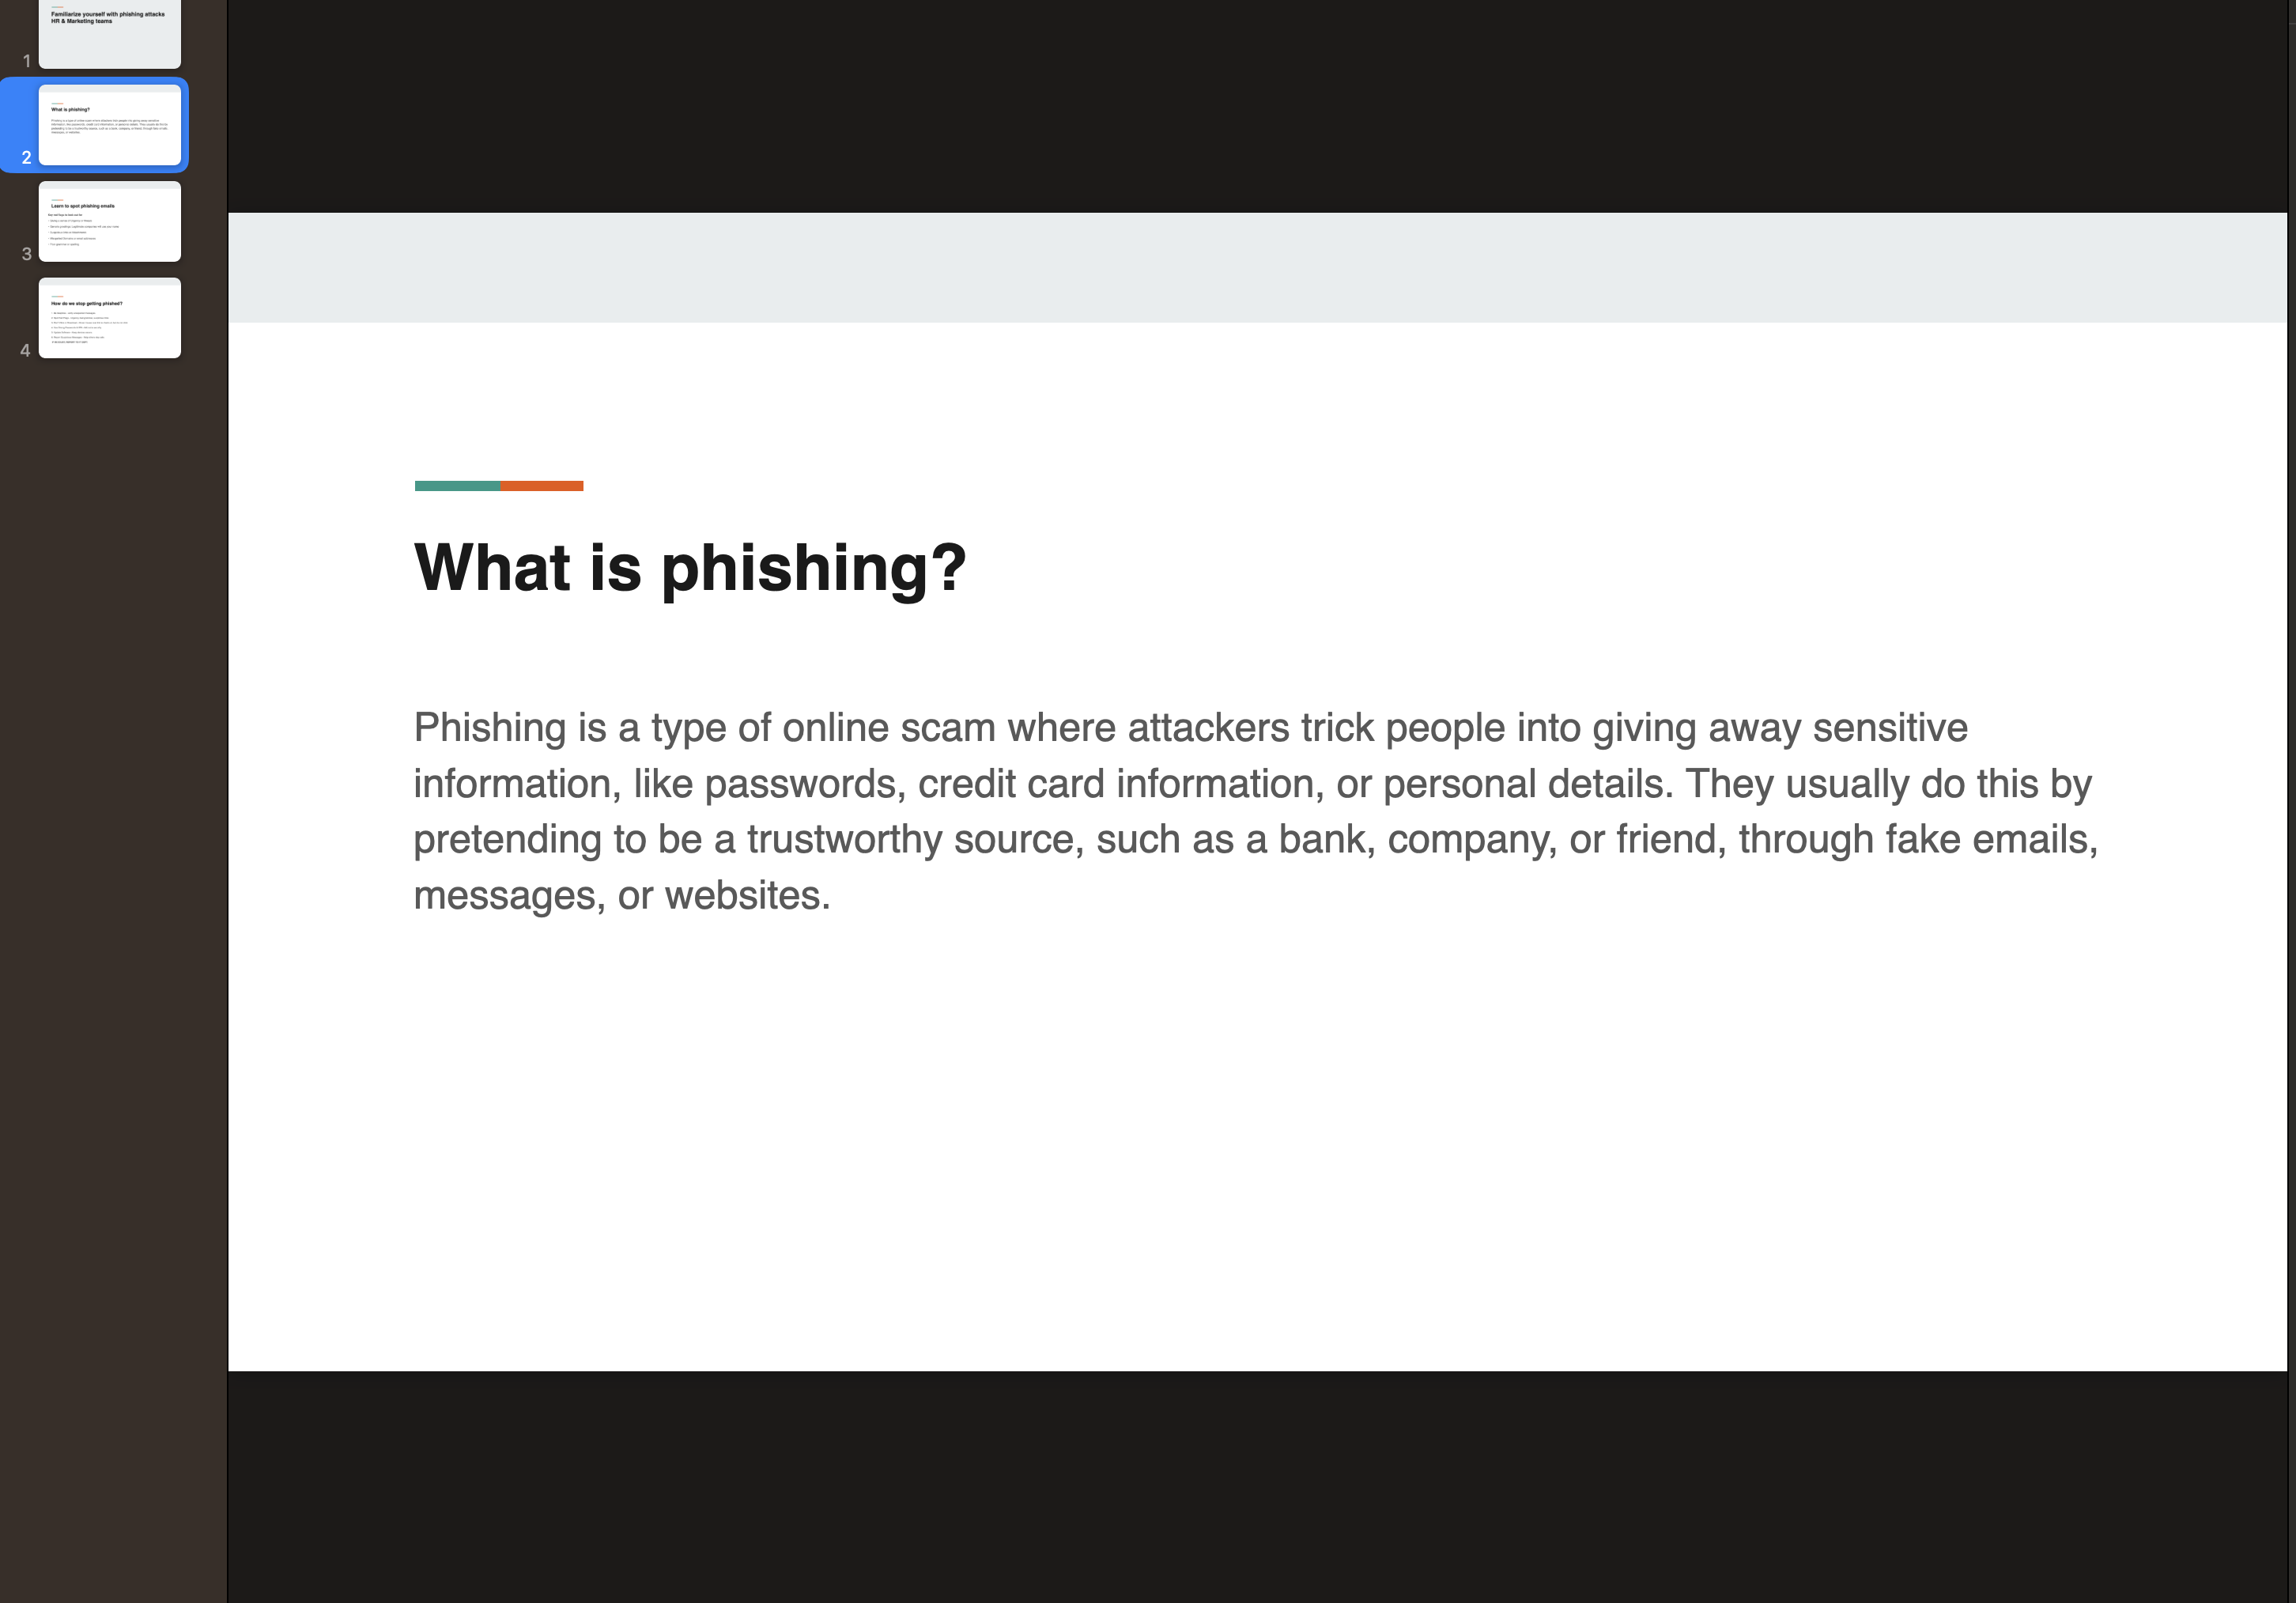 Familiarize yourself with phishing attacks
HR & Marketing teams
1
What is phishing?
2
Learn to spot phishing emails
3
How do we stop getting phished?
4
What is phishing?
Phishing is a type of online scam where attackers trick people into giving away sensitive
information, like passwords, credit card information, or personal details. They usually do this by
pretending to be a trustworthy source, such as a bank, company, or friend, through fake emails,
messages, or websites.